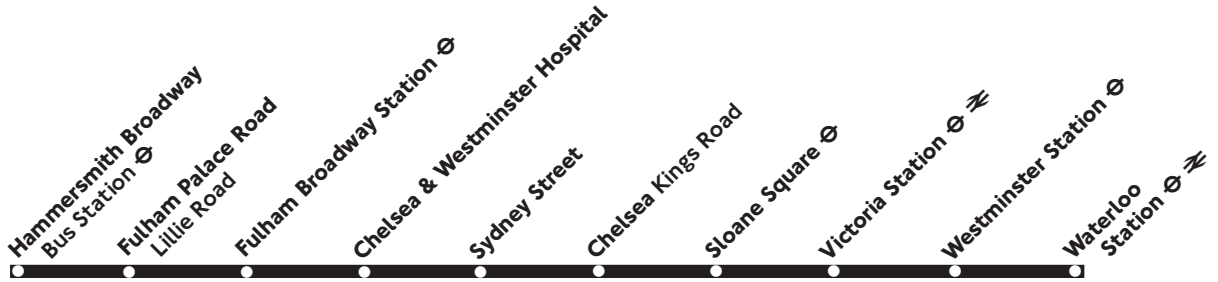 Hammersmith Broadway
Bus Station
Fulham Palace Road
Lillie Road
Fulham Broadway Station
Chelsea & Westminster Hospital
Sydney Street
Chelsea Kings Road
Sloane Square
Victoria Station
Westminster Station
Waterloo
Station